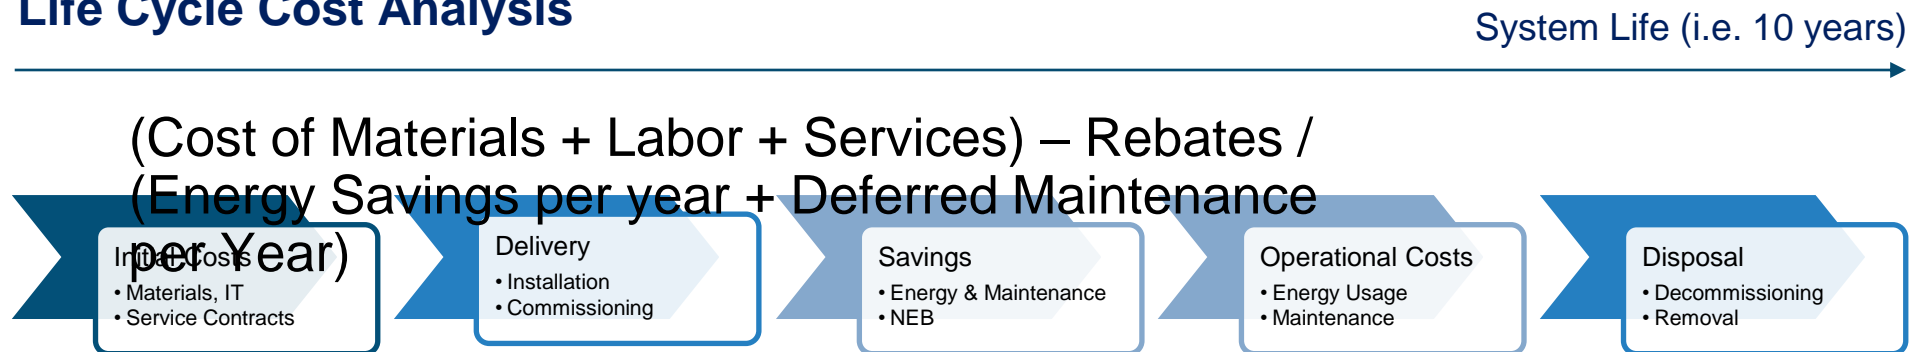 Life Cycle Cost Analysis
System Life (i.e. 10 years)
(Cost of Materials + Labor + Services) – Rebates /
(Energy Savings per year + Deferred Maintenance
per Year)
Initial Costs
• Materials, IT
• Service Contracts
Delivery
• Installation
• Commissioning
Savings
• Energy & Maintenance
• NEB
Operational Costs
• Energy Usage
• Maintenance
Disposal
• Decommissioning
• Removal